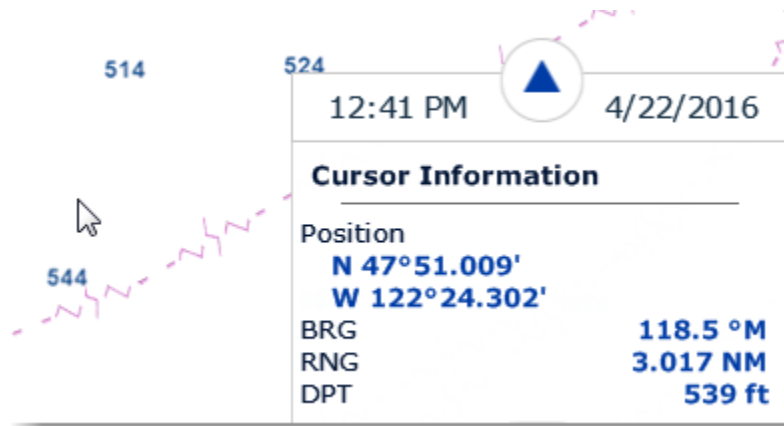 514
524
12:41 PM 4/22/2016
Cursor Information
Position
N 47°51.009'
W 122°24.302'
544
BRG 118.5 °M
RNG 3.017 NM
DPT 539 ft